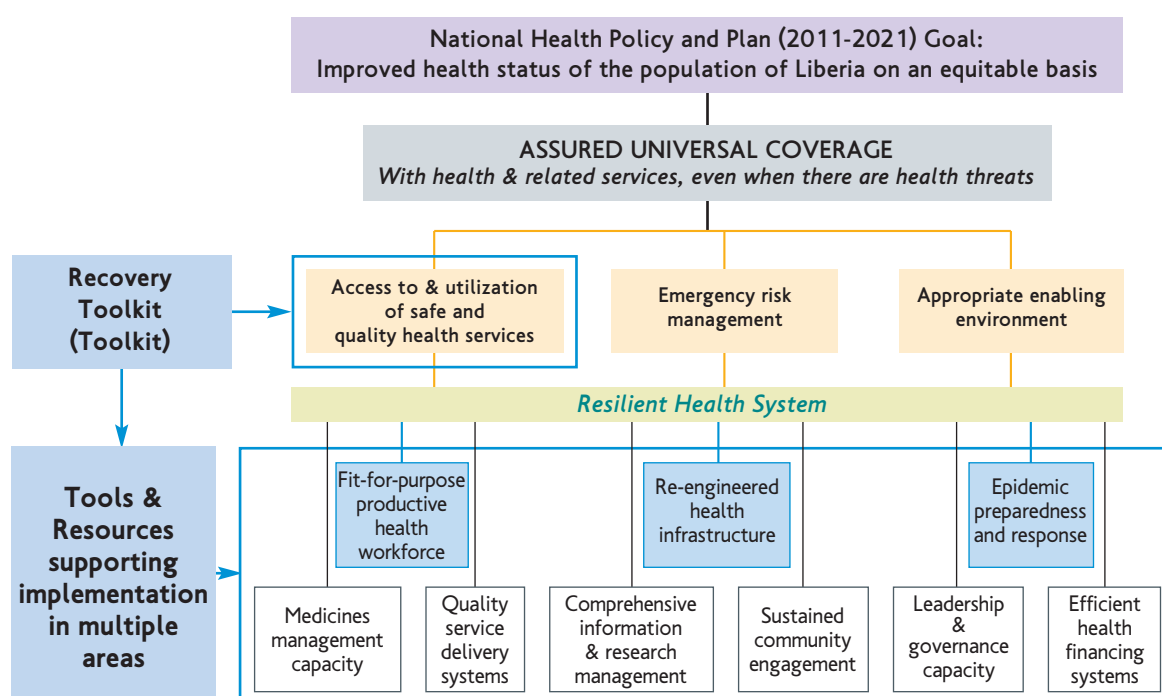 National Health Policy and Plan (2011-2021) Goal:
Improved health status of the population of Liberia on an equitable basis
ASSURED UNIVERSAL COVERAGE
With health & related services, even when there are health threats
Recovery
Toolkit
(Toolkit)
Access to & utilization
of safe and
quality health services
Emergency risk
management
Appropriate enabling
environment
Resilient Health System
Tools &
Resources
supporting
implementation
in multiple
areas
Fit-for-purpose
productive
health
workforce
Re-engineered
health
infrastructure
Epidemic
preparedness
and response
Medicines
management
capacity
Quality
service
delivery
systems
Comprehensive
information
& research
management
Sustained
community
engagement
Leadership
&
governance
capacity
Efficient
health
financing
systems